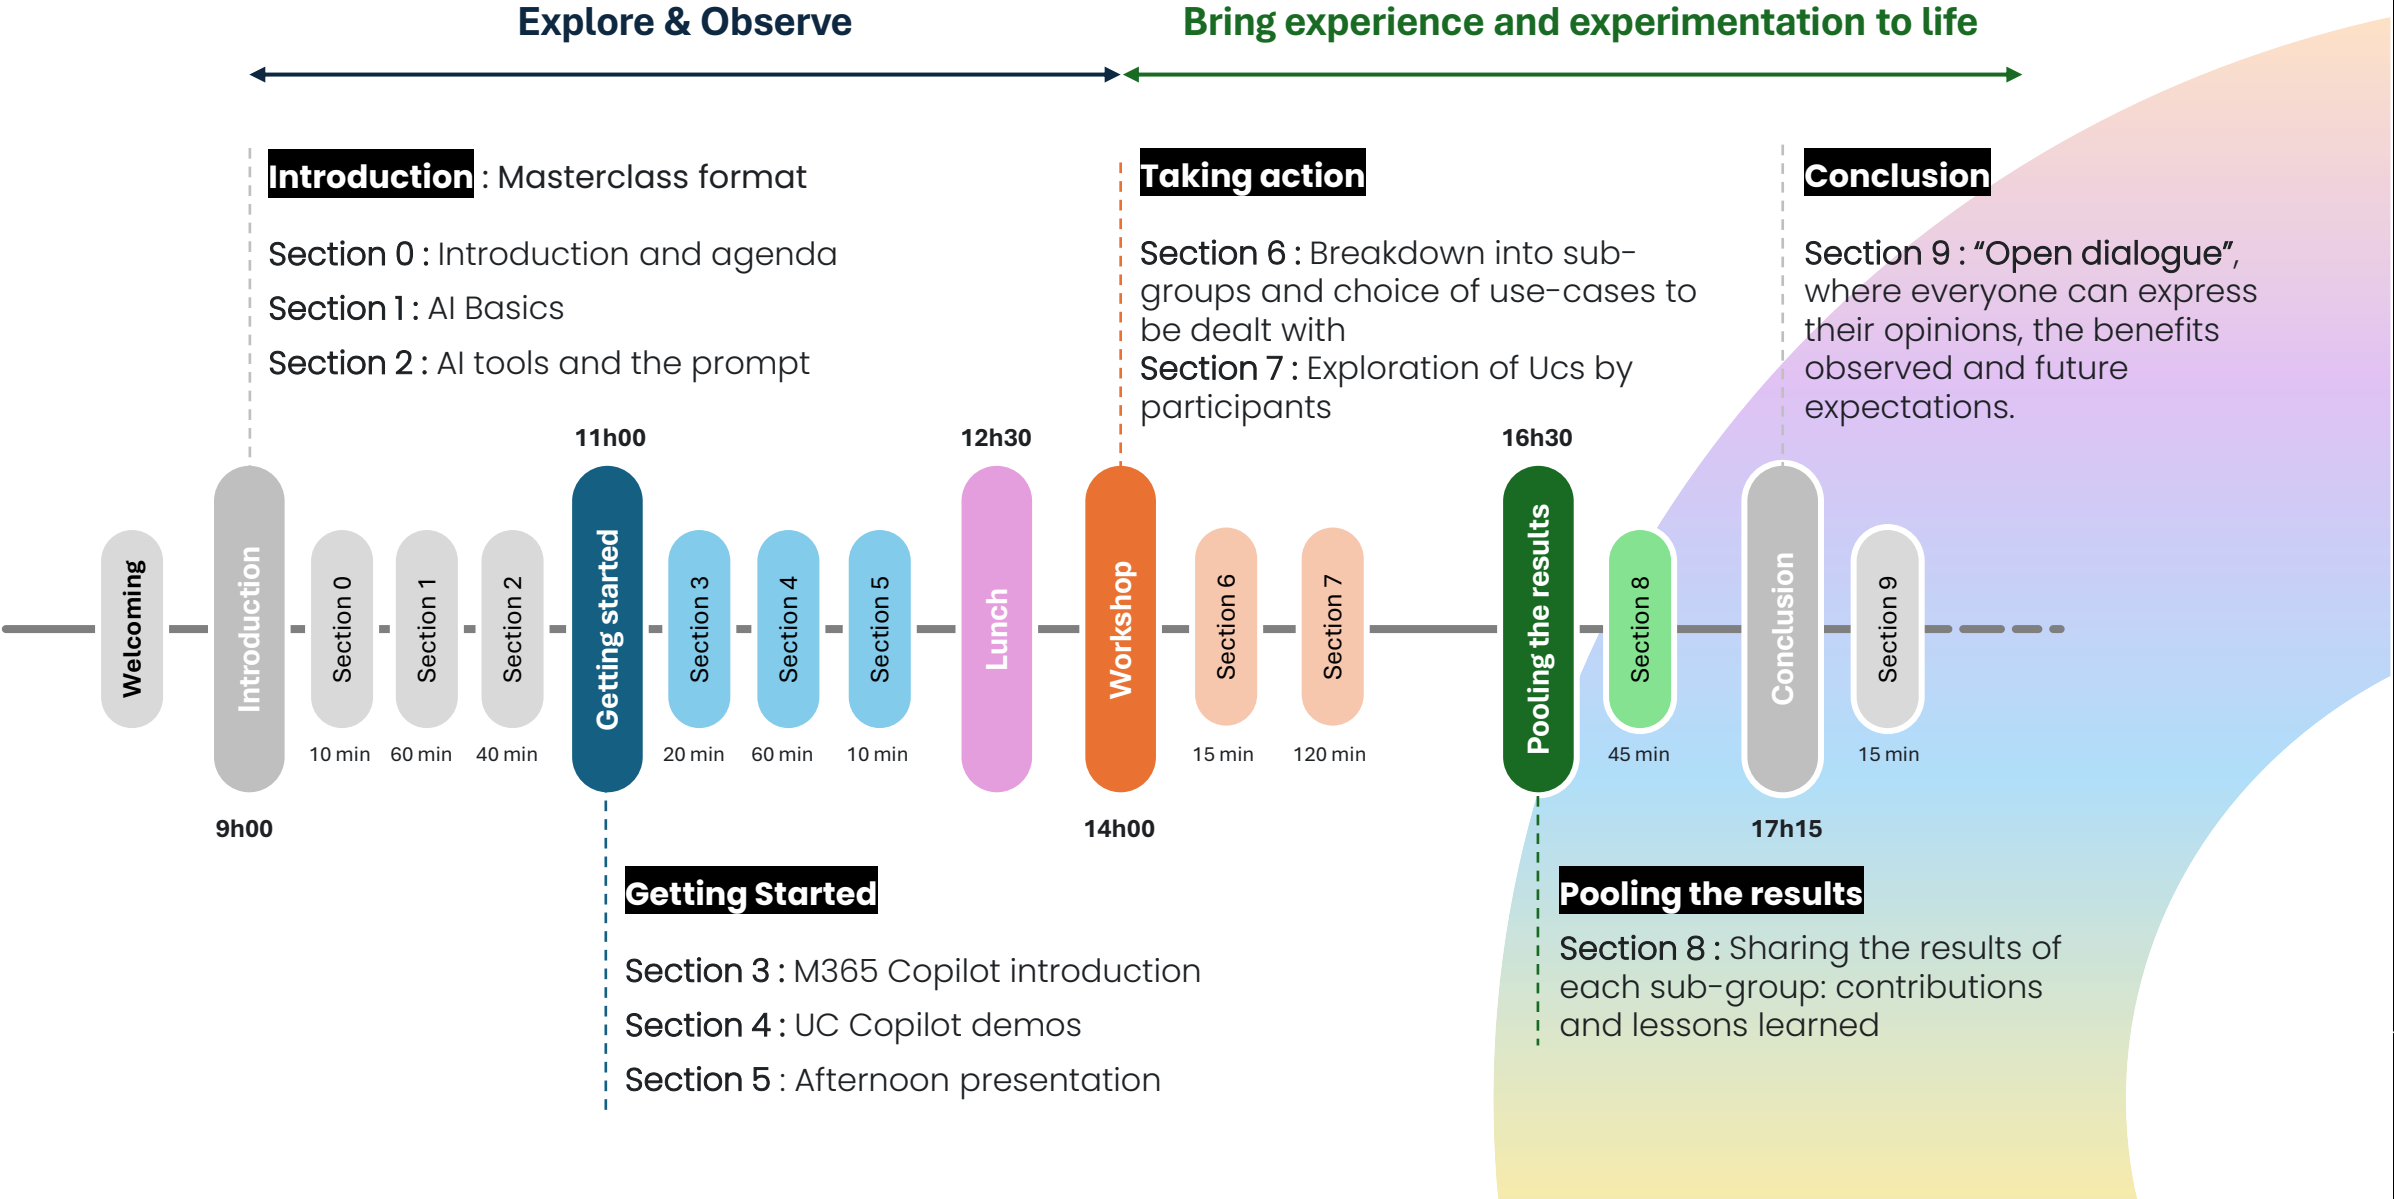 Explore & Observe
Bring experience and experimentation to life
Introduction : Masterclass format
Section 0 : Introduction and agenda
Section 1 : AI Basics
Section 2 : AI tools and the prompt
Taking action
Section 6 : Breakdown into sub-
groups and choice of use-cases to
be dealt with
Section 7 : Exploration of Ucs by
participants
Conclusion
Section 9 : “Open dialogue”,
where everyone can express
their opinions, the benefits
observed and future
expectations.
11h00
12h30
16h30
Welcoming
Introduction
Section 0
Section 1
Section 2
Getting started
Section 3
Section 4
Section 5
Lunch
Workshop
Section 6
Section 7
Pooling the results
Section 8
Conclusion
Section 9
10 min
60 min
40 min
20 min
60 min
10 min
15 min
120 min
45 min
15 min
9h00
14h00
17h15
Getting Started
Section 3 : M365 Copilot introduction
Section 4 : UC Copilot demos
Section 5 : Afternoon presentation
Pooling the results
Section 8 : Sharing the results of
each sub-group: contributions
and lessons learned